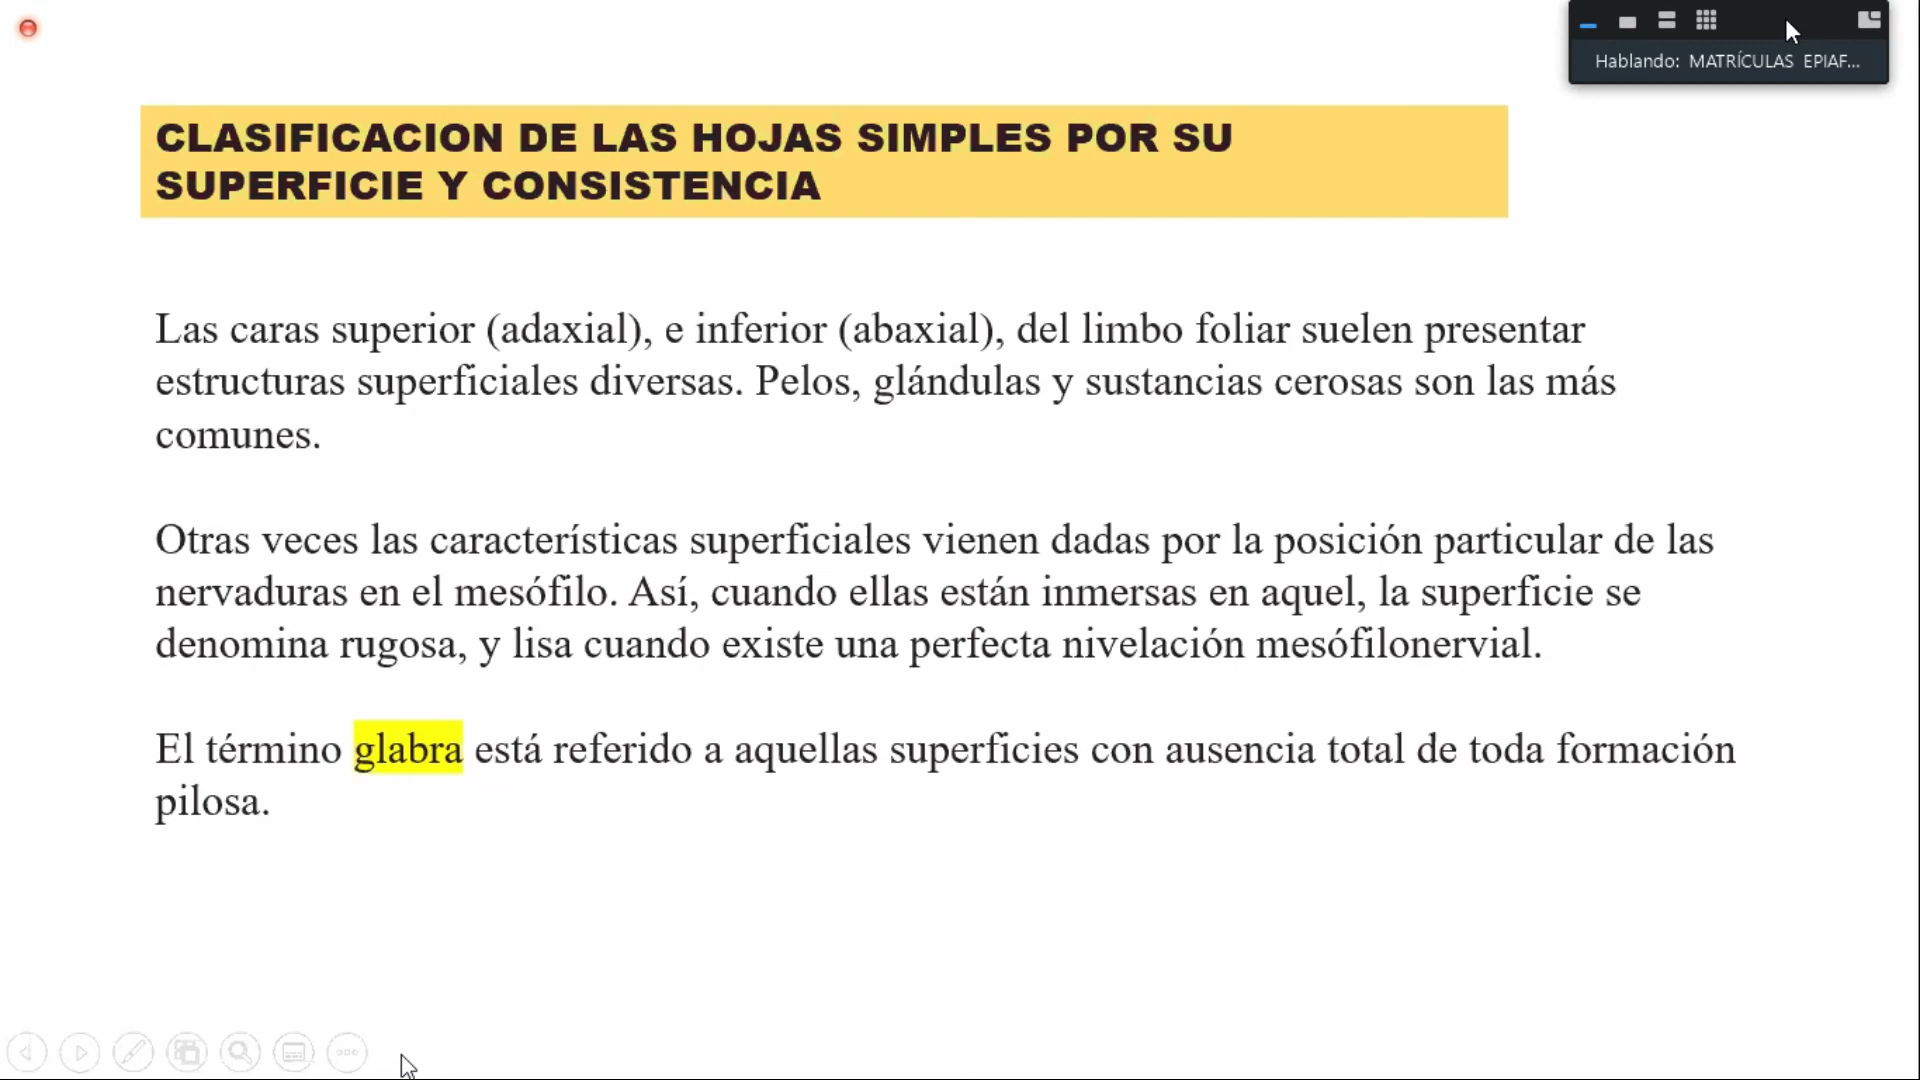 Hablando: MATRÍCULAS EPIAF...
CLASIFICACION DE LAS HOJAS SIMPLES POR SU
SUPERFICIE Y CONSISTENCIA
Las caras superior (adaxial), e inferior (abaxial), del limbo foliar suelen presentar
estructuras superficiales diversas. Pelos, glándulas y sustancias cerosas son las más
comunes.
Otras veces las características superficiales vienen dadas por la posición particular de las
nervaduras en el mesófilo. Así, cuando ellas están inmersas en aquel, la superficie se
denomina rugosa, y lisa cuando existe una perfecta nivelación mesófilonervial.
El término glabra está referido a aquellas superficies con ausencia total de toda formación
pilosa.